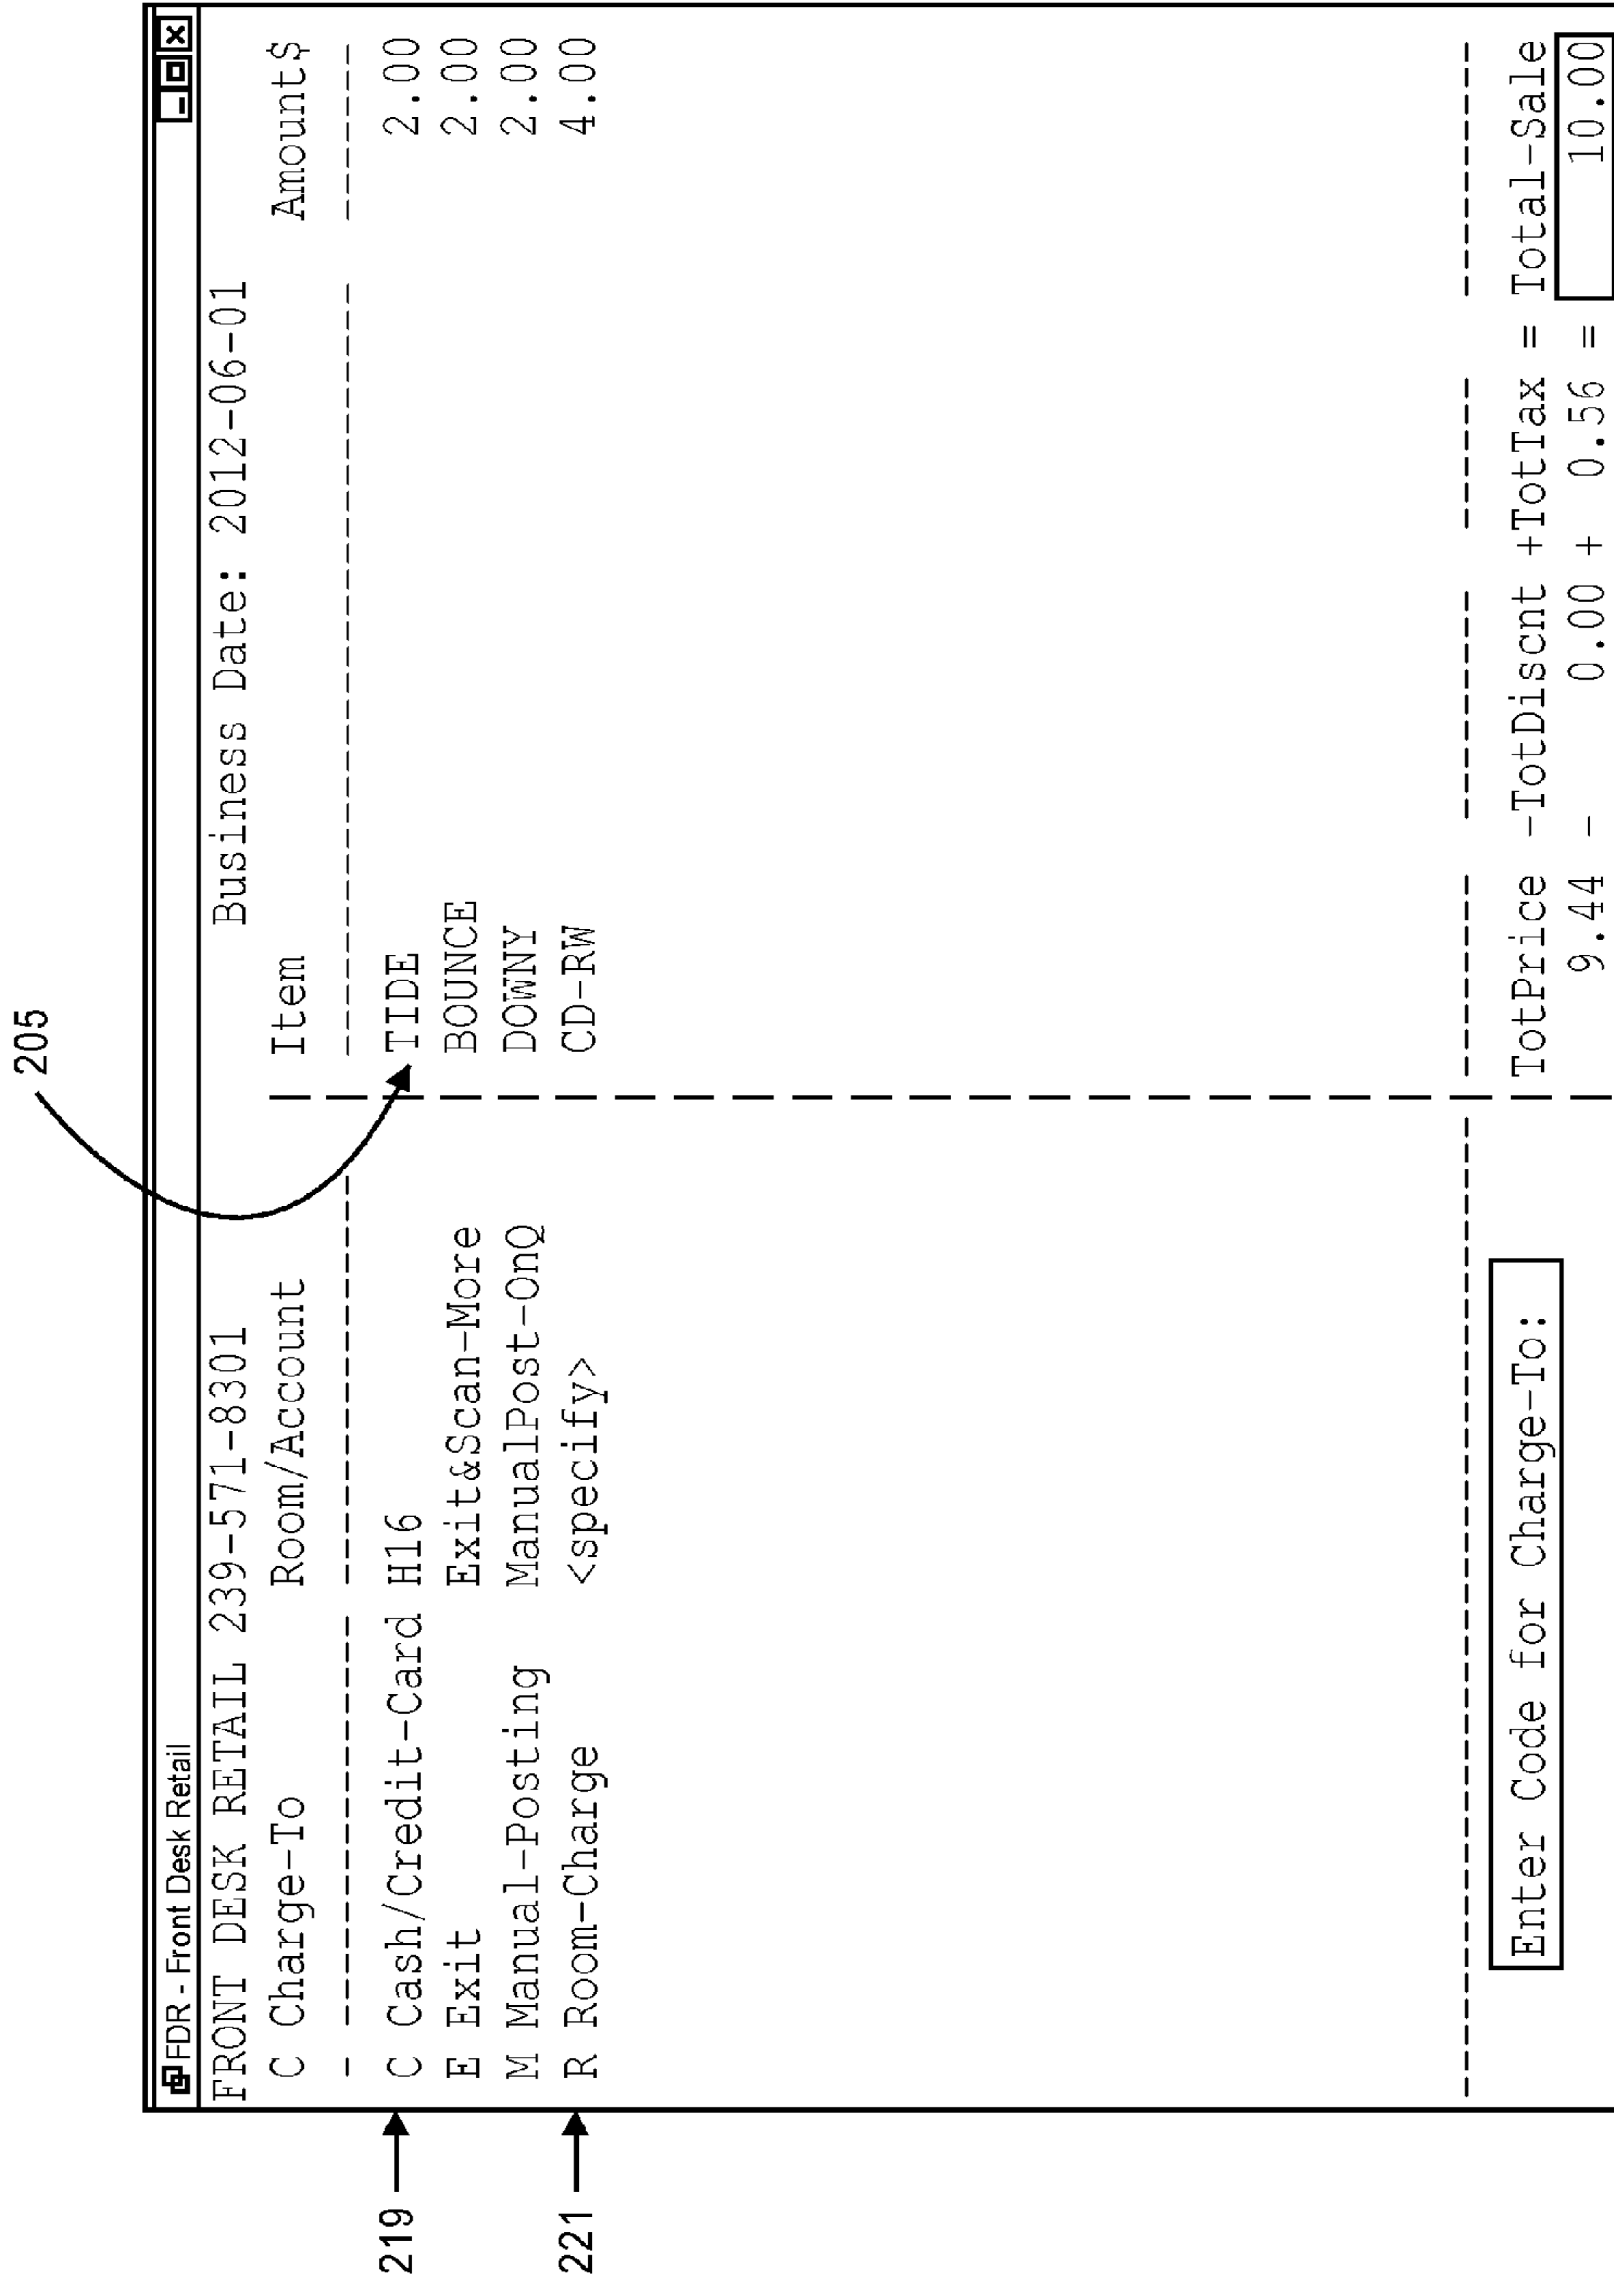 205
FDR - Front Desk Retail
FRONT DESK RETAIL 239-571-8301 Business Date: 2012-06-01
C Charge-To Room/Account Item Amount$
219 C Cash/Credit-Card H16 TIDE 2.00
E Exit Exit&Scan-More BOUNCE 2.00
M Manual-Posting ManualPost-OnQ DOWNY 2.00
221 R Room-Charge <specify> CD-RW 4.00
Enter Code for Charge-To: TotPrice -TotDiscnt +TotTax = Total-Sale
9.44 - 0.00 + 0.56 = 10.00